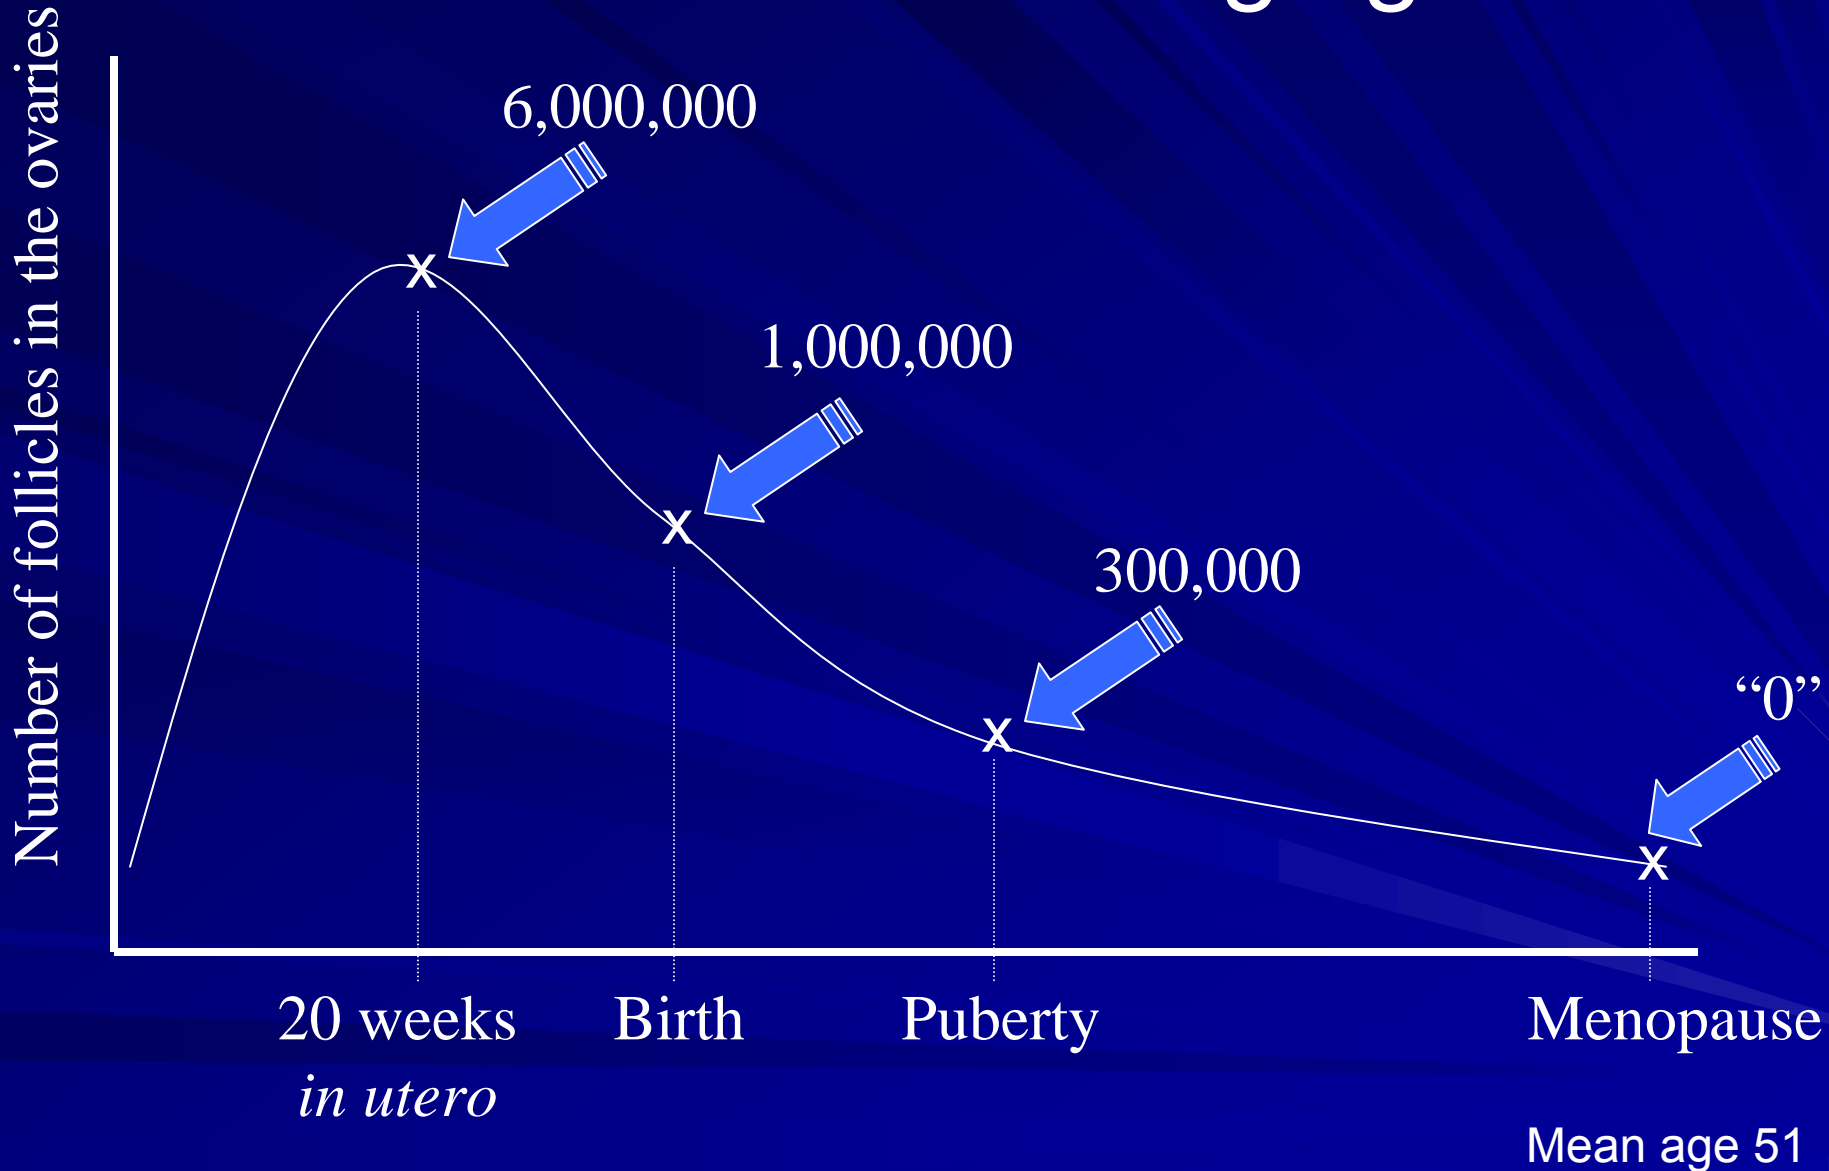 Number of follicles in the ovaries
6,000,000
x
1,000,000
x
300,000
x
“0”
x
20 weeks
in utero
Birth
Puberty
Menopause
Mean age 51